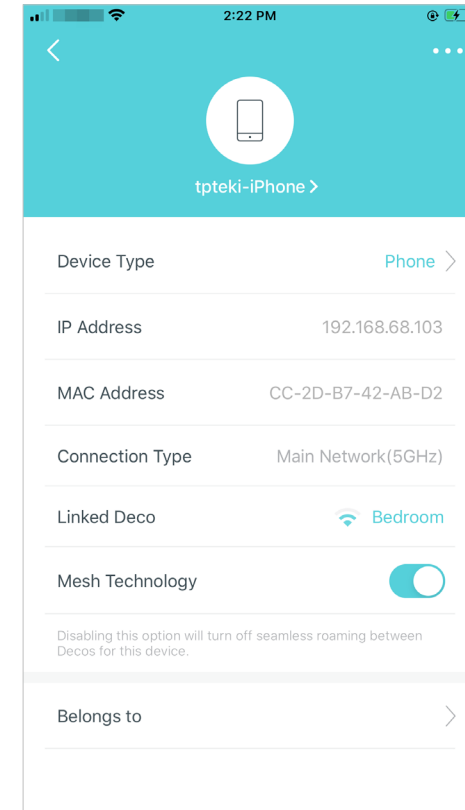 2:22 PM
tpteki-iPhone >
Device Type Phone >
IP Address 192.168.68.103
MAC Address CC-2D-B7-42-AB-D2
Connection Type Main Network(5GHz)
Linked Deco Bedroom
Mesh Technology
Disabling this option will turn off seamless roaming between
Decos for this device.
Belongs to >